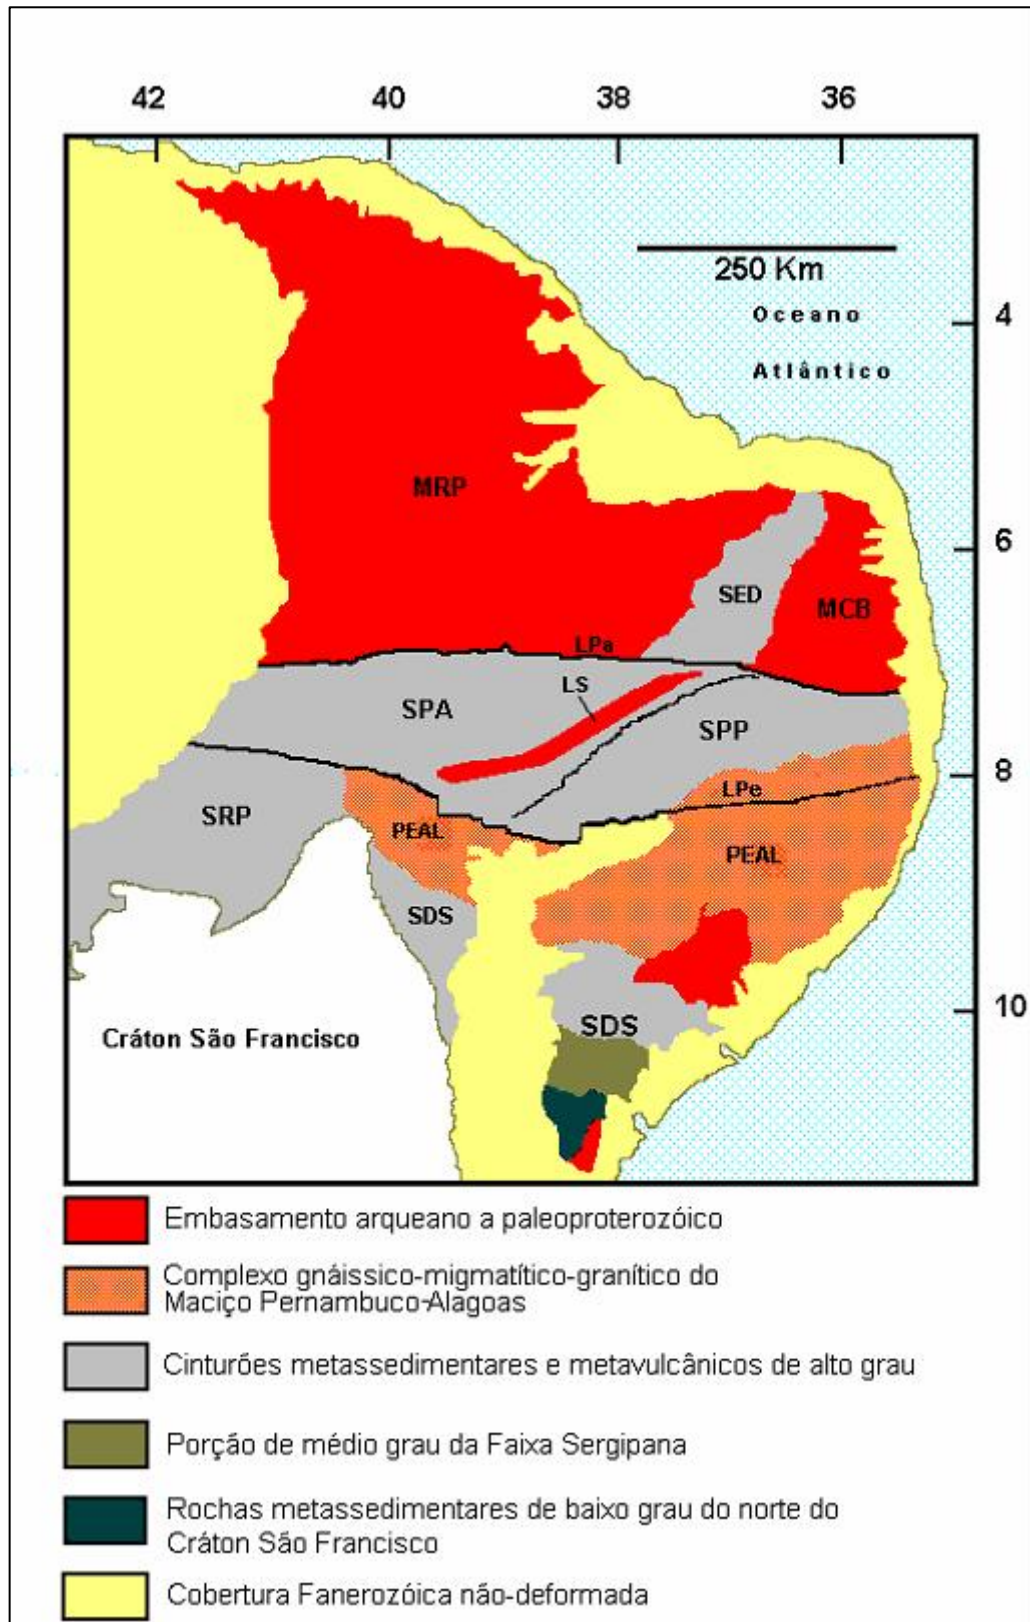 42 40 38 36
250 Km
Oceano
4
Atlântico
MRP
6
SED
MCB
LPa
LS
SPA
SPP
8
LPe
SRP
PEAL
PEAL
SDS
10
SDS
Cráton São Francisco
Embasamento arqueano a paleoproterozóico
Complexo gnáissico-migmatítico-granítico do
Maciço Pernambuco-Alagoas
Cinturões metassedimentares e metavulcânicos de alto grau
Porção de médio grau da Faixa Sergipana
Rochas metassedimentares de baixo grau do norte do
Cráton São Francisco
Cobertura Fanerozóica não-deformada